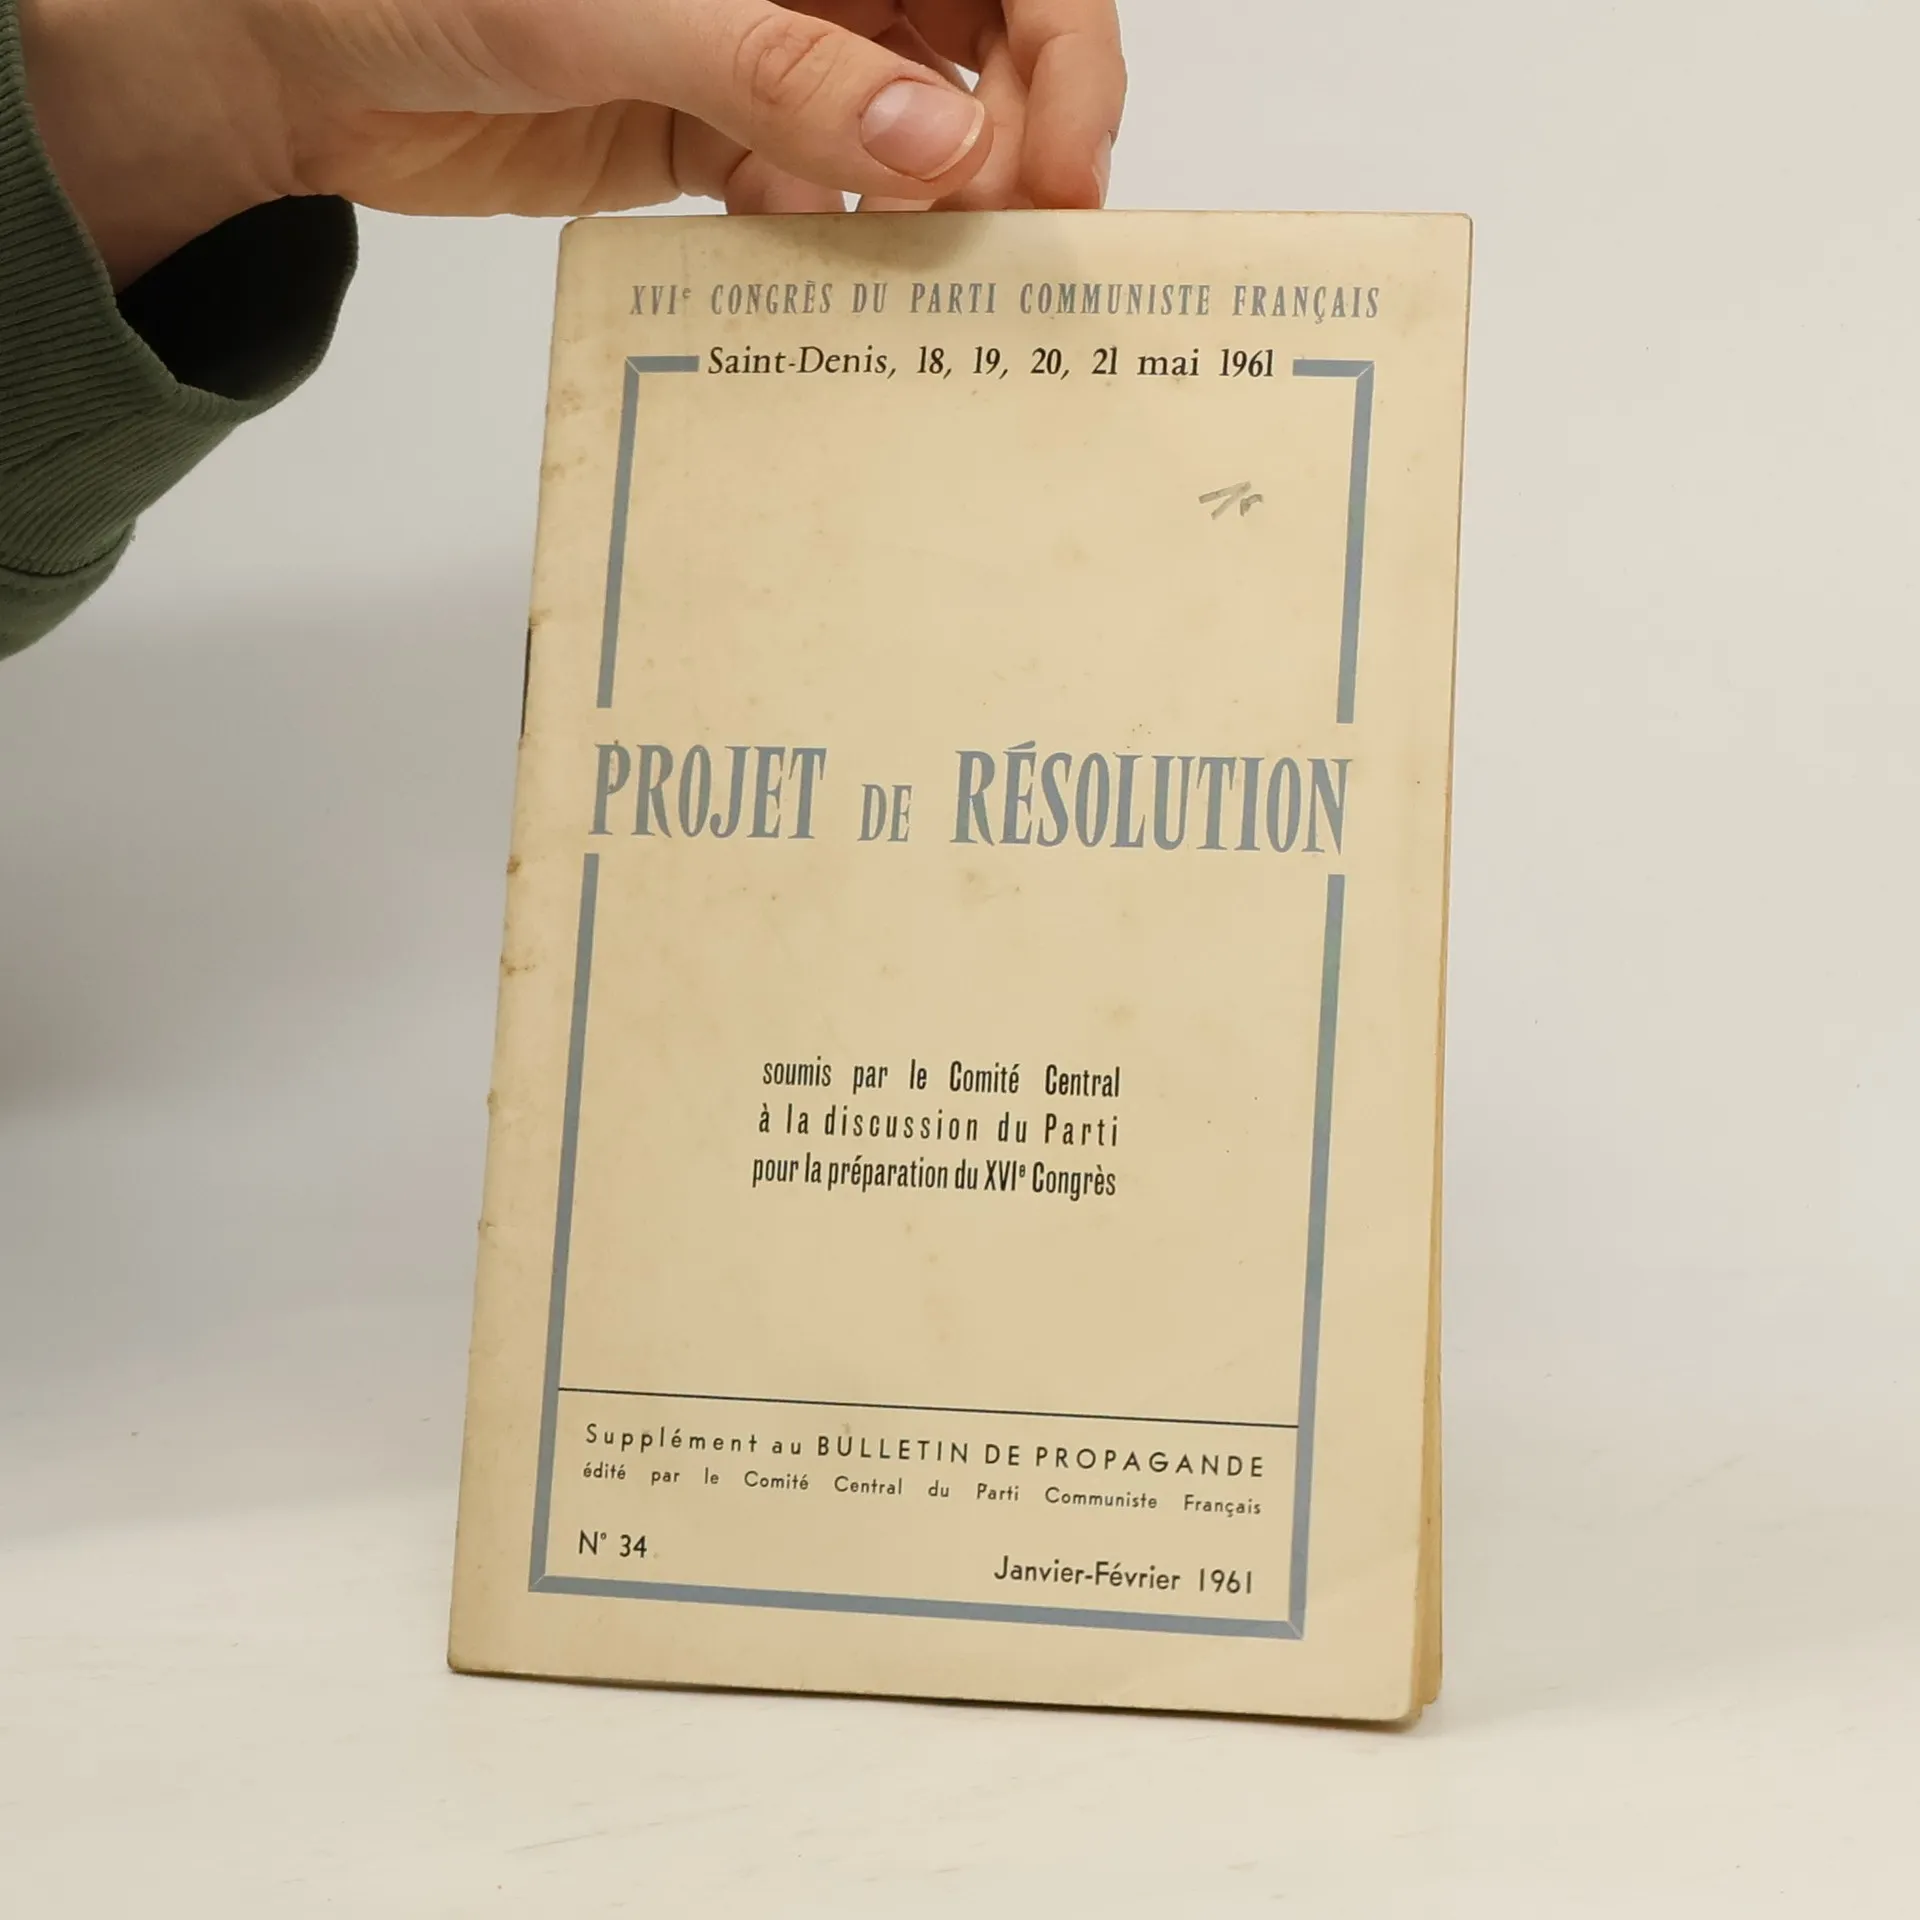 XVIe CONGRÈS DU PARTI COMMUNISTE FRANÇAIS
Saint-Denis, 18, 19, 20, 21 mai 1961
PROJET DE RÉSOLUTION
soumis par le Comité Central
à la discussion du Parti
pour la préparation du XVIe Congrès
Supplément au BULLETIN DE PROPAGANDE
édité par le Comité Central du Parti Communiste Français
N° 34
Janvier-Février 1961